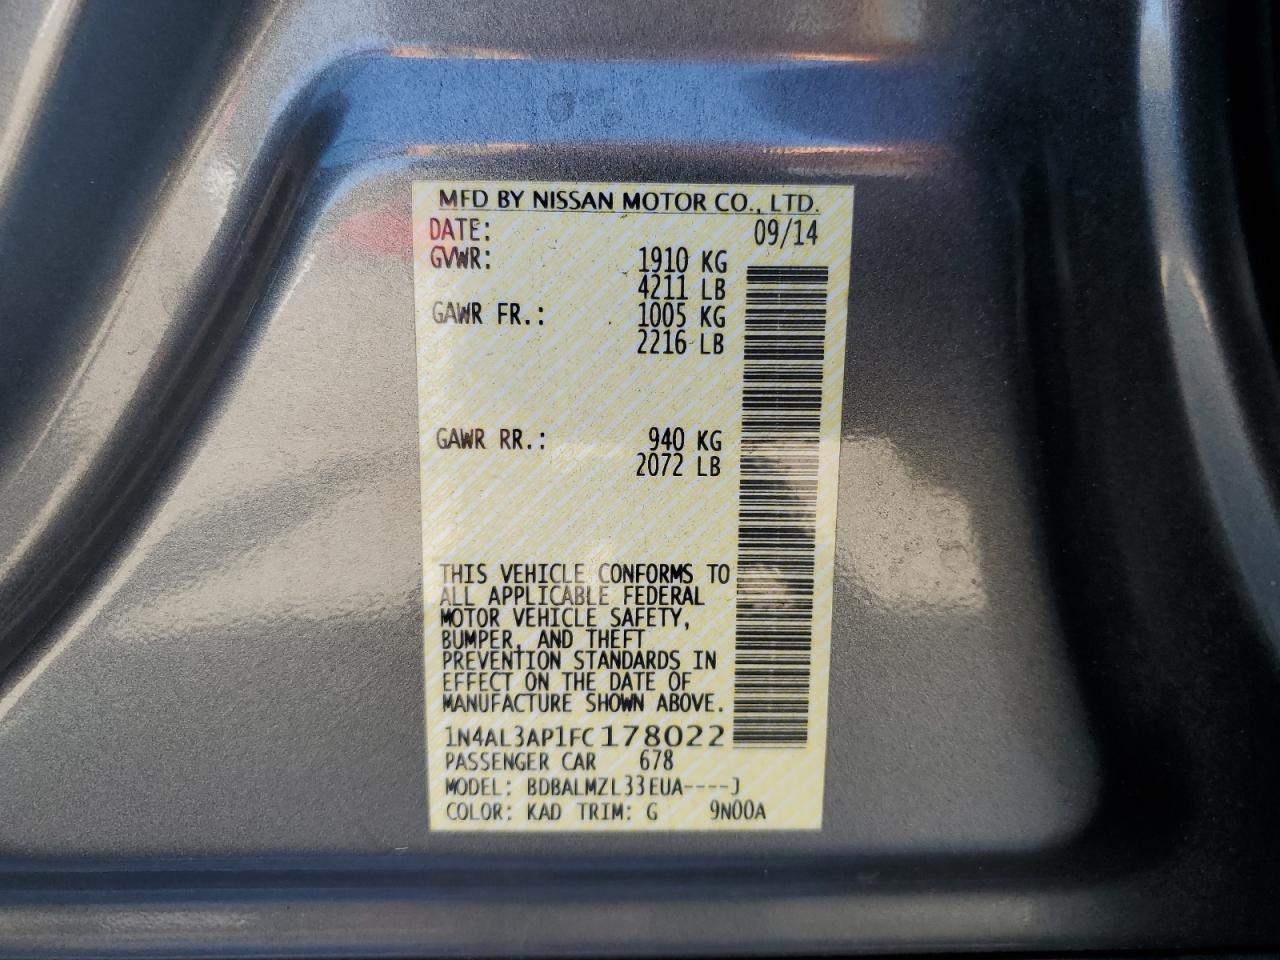 MFD BY NISSAN MOTOR CO., LTD.
DATE: 09/14
GVWR: 1910 KG
4211 LB
GAWR FR.: 1005 KG
2216 LB
GAWR RR.: 940 KG
2072 LB
THIS VEHICLE CONFORMS TO
ALL APPLICABLE FEDERAL
MOTOR VEHICLE SAFETY,
BUMPER, AND THEFT
PREVENTION STANDARDS IN
EFFECT ON THE DATE OF
MANUFACTURE SHOWN ABOVE.
1N4AL3AP1FC178022
PASSENGER CAR 678
MODEL: BDBALMZL33EUA----J
COLOR: KAD TRIM: G 9N00A